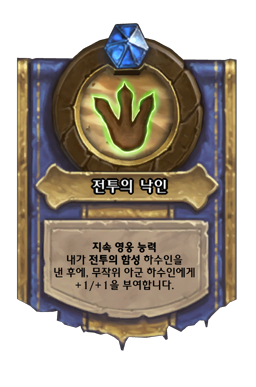 전투의 낙인
지속 영웅 능력
내가 전투의 함성 하수인을
낸 후에, 무작위 아군 하수인에게
+1/+1을 부여합니다.